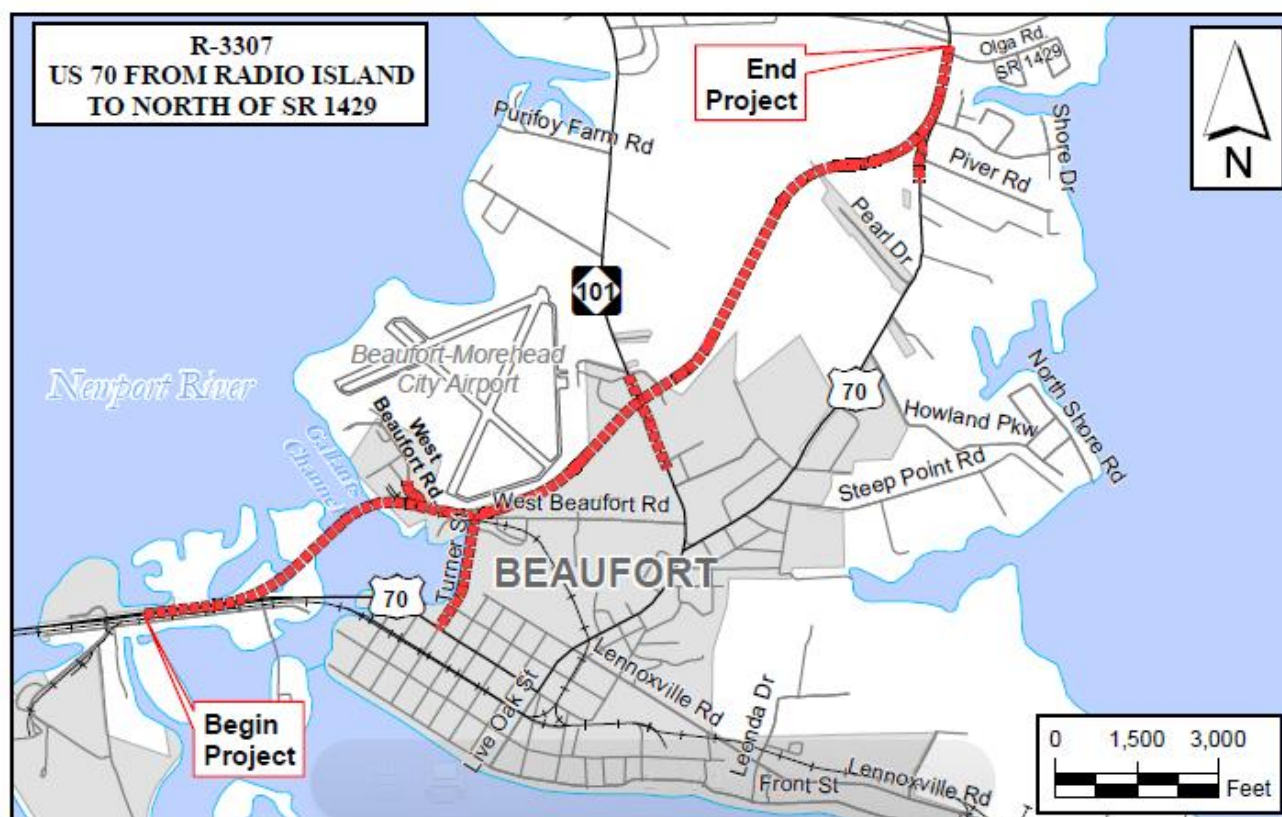 R-3307
US 70 FROM RADIO ISLAND
TO NORTH OF SR 1429
End
Project
Olga Rd.
SR 1429
N
Purifoy Farm Rd
Shore Dr
Piver Rd
Pearl Dr
101
Beaufort-Morehead
City Airport
Newport River
70
North Shore Rd
Howland Pkw
West
Beaufort Rd
Gallants
Channel
Steep Point Rd
West Beaufort Rd
Turner St
BEAUFORT
70
Begin
Project
Live Oak St
Lennoxville Rd
Leonda Dr
Front St
Lennoxville Rd
0 1,500 3,000
Feet